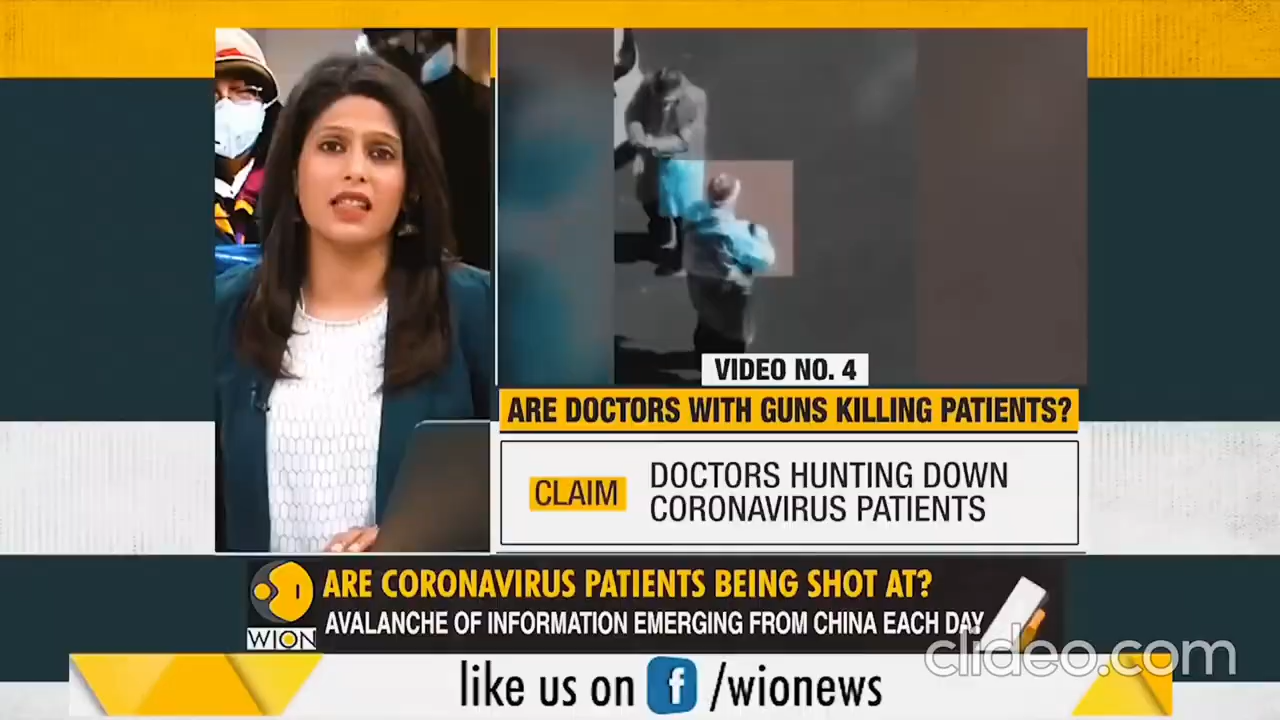 VIDEO NO. 4
ARE DOCTORS WITH GUNS KILLING PATIENTS?
CLAIM
DOCTORS HUNTING DOWN
CORONAVIRUS PATIENTS
ARE CORONAVIRUS PATIENTS BEING SHOT AT?
AVALANCHE OF INFORMATION EMERGING FROM CHINA EACH DAY
WION
clideo.com
like us on f /wionews